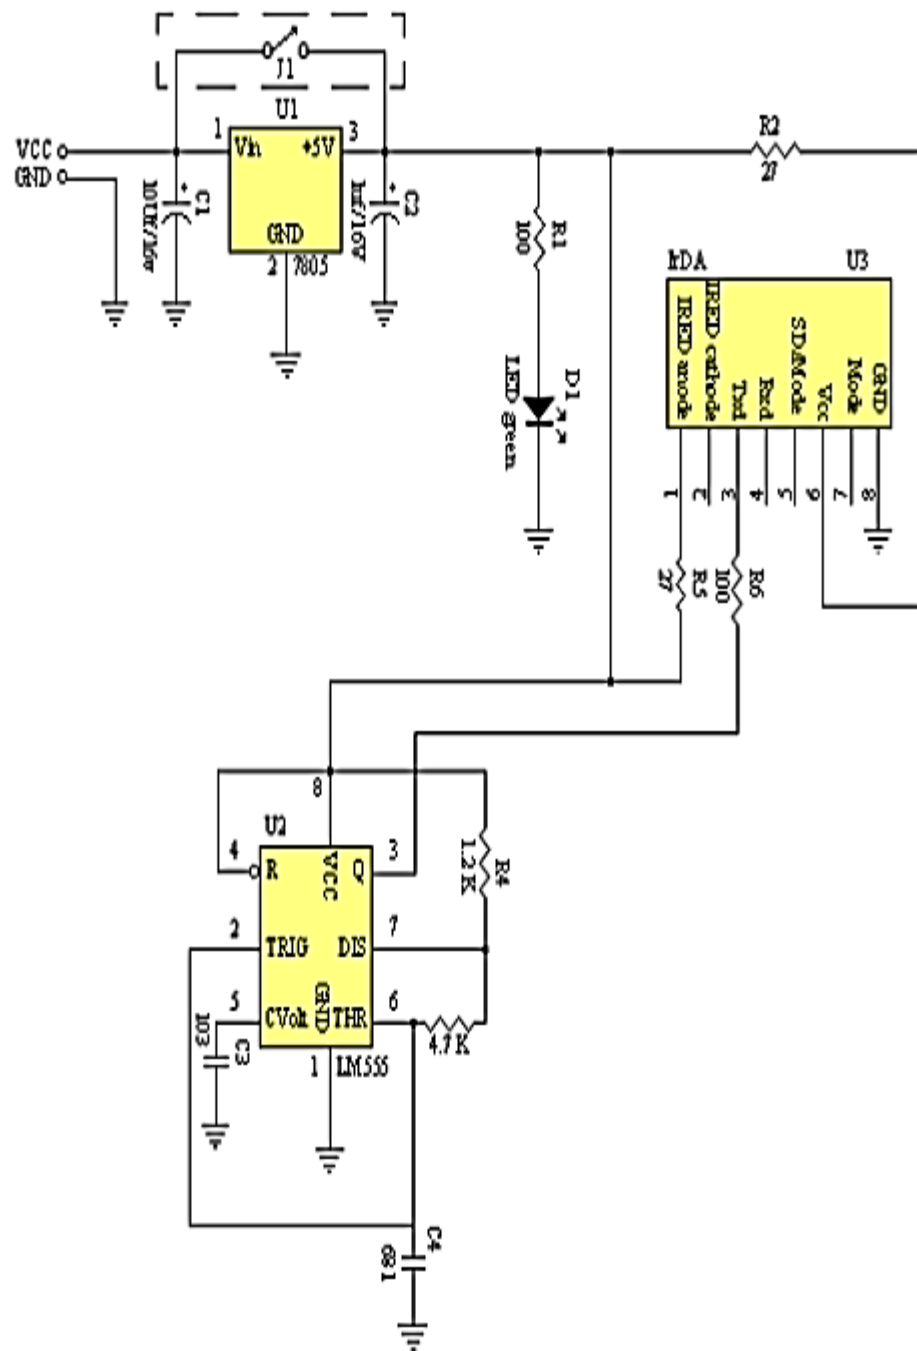 J1
U1
1
3
VCC
GND
Vin
+5V
GND
2
7805
C1
C2
1uf/16V
R2
27
R1
100
D1
LED green
IrDA
U3
IRED anode
IRED cathode
Txd
Rxd
SD/Mode
Vcc
Mode
GND
1
2
3
4
5
6
7
8
R5
27
R6
100
8
U2
4
R
VCC
Q
3
R4
1.2 K
2
TRIG
DIS
7
5
CVolt
GND
THR
6
4.7 K
103
C3
1
LM555
C4
681